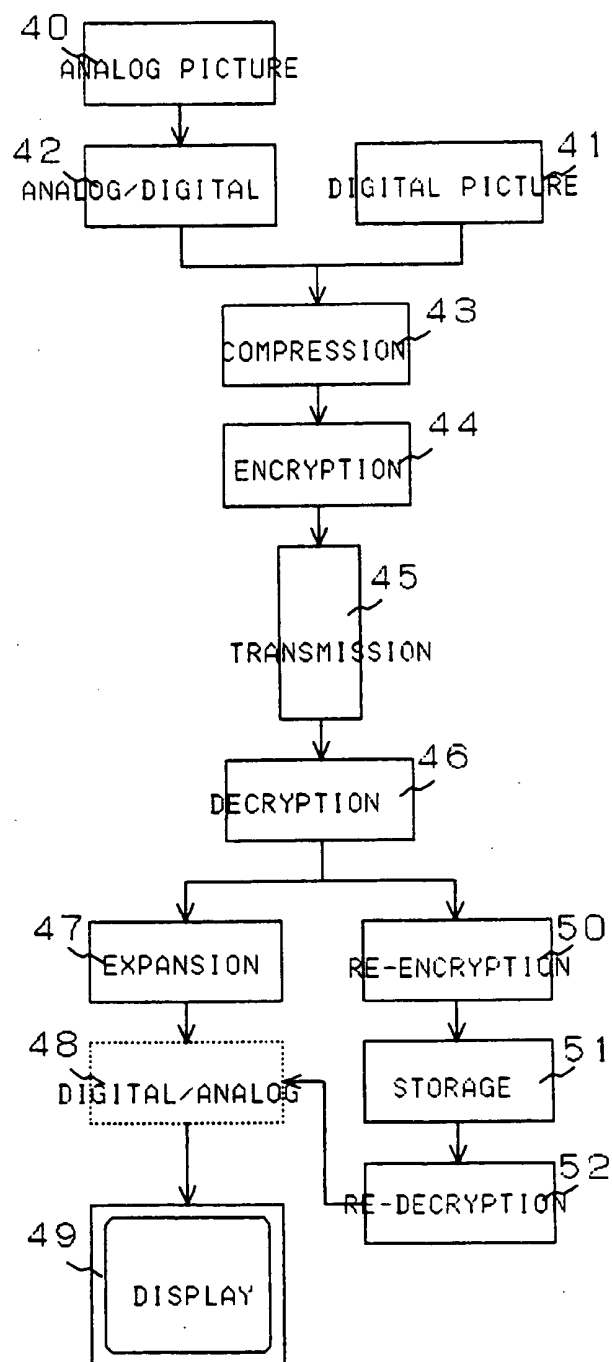 40
ANALOG PICTURE
42
ANALOG/DIGITAL
41
DIGITAL PICTURE
43
COMPRESSION
44
ENCRYPTION
45
TRANSMISSION
46
DECRYPTION
47
EXPANSION
50
RE-ENCRYPTION
48
DIGITAL/ANALOG
51
STORAGE
52
RE-DECRYPTION
49
DISPLAY